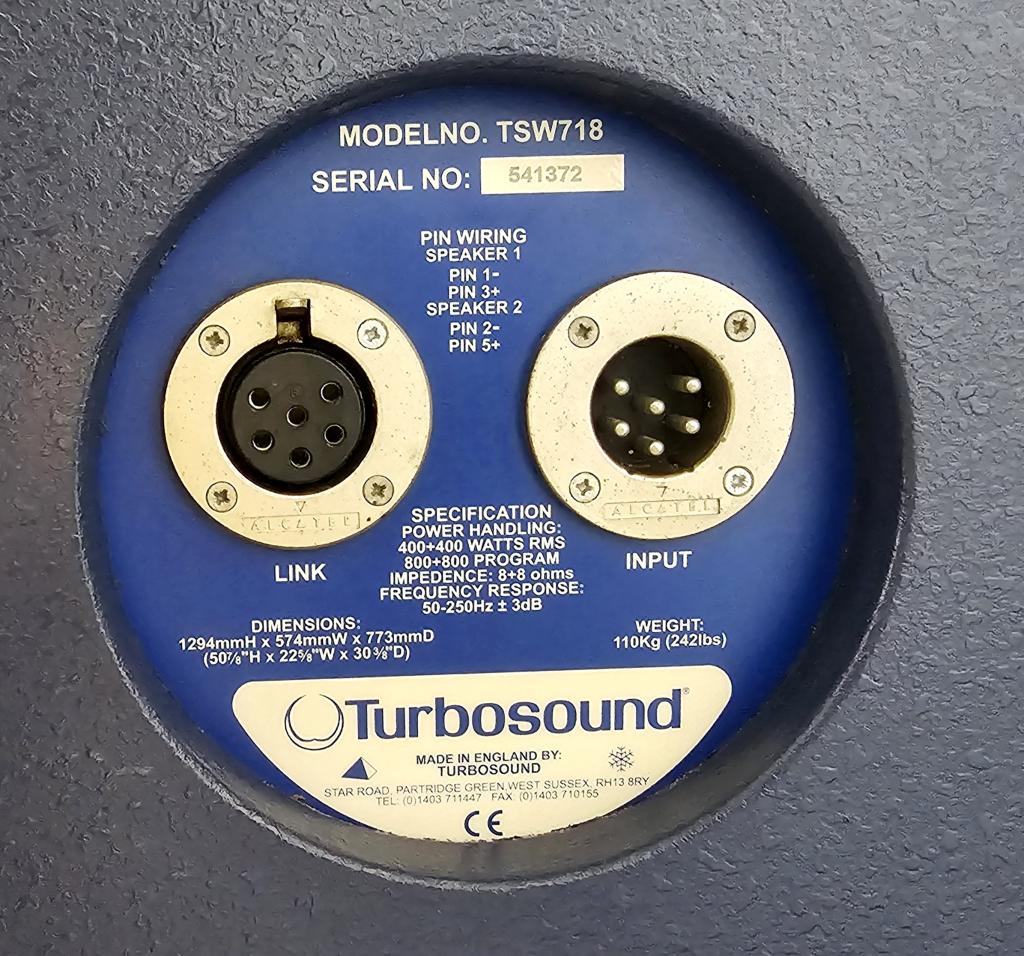 MODELNO. TSW718
SERIAL NO: 541372
PIN WIRING
SPEAKER 1
PIN 1-
PIN 3+
SPEAKER 2
PIN 2-
PIN 5+
ALCATEL
ALCATEL
LINK
INPUT
SPECIFICATION
POWER HANDLING:
400+400 WATTS RMS
800+800 PROGRAM
IMPEDENCE: 8+8 ohms
FREQUENCY RESPONSE:
50-250Hz ± 3dB
DIMENSIONS:
1294mmH x 574mmW x 773mmD
(50⅞"H x 22⅝"W x 30⅜"D)
WEIGHT:
110Kg (242lbs)
Turbosound®
MADE IN ENGLAND BY:
TURBOSOUND
STAR ROAD, PARTRIDGE GREEN,WEST SUSSEX, RH13 8RY
TEL: (0)1403 711447 FAX: (0)1403 710155
CE